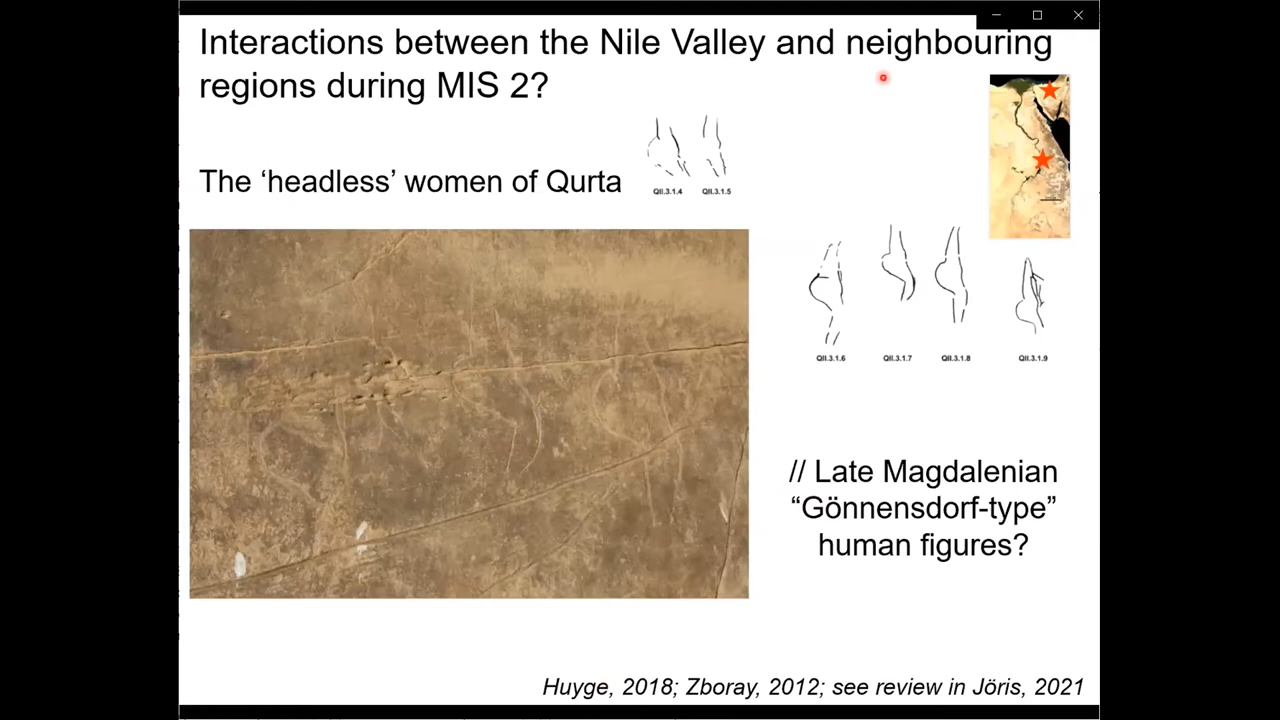 Interactions between the Nile Valley and neighbouring
regions during MIS 2?
The ‘headless’ women of Qurta
QII.3.1.4 QII.3.1.5
QII.3.1.6 QII.3.1.7 QII.3.1.8 QII.3.1.9
// Late Magdalenian
“Gönnensdorf-type”
human figures?
Huyge, 2018; Zboray, 2012; see review in Jöris, 2021